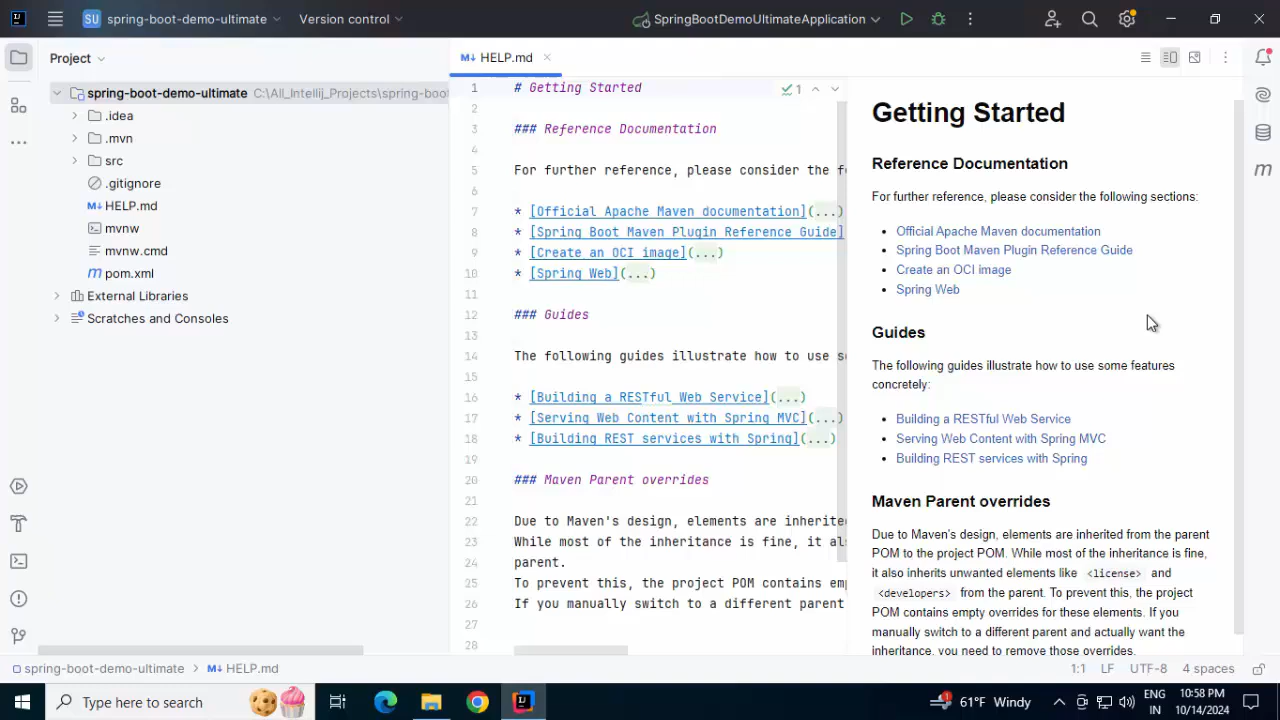 SU spring-boot-demo-ultimate Version control SpringBootDemoUltimateApplication
Project
HELP.md
spring-boot-demo-ultimate C:\All_Intellij_Projects\spring-boo
.idea
.mvn
src
.gitignore
HELP.md
mvnw
mvnw.cmd
pom.xml
External Libraries
Scratches and Consoles
1 # Getting Started
2
3 ### Reference Documentation
4
5 For further reference, please consider the fo
6
7 * [Official Apache Maven documentation](...)
8 * [Spring Boot Maven Plugin Reference Guide]
9 * [Create an OCI image](...)
10 * [Spring Web](...)
11
12 ### Guides
13
14 The following guides illustrate how to use so
15
16 * [Building a RESTful Web Service](...)
17 * [Serving Web Content with Spring MVC](...)
18 * [Building REST services with Spring](...)
19
20 ### Maven Parent overrides
21
22 Due to Maven's design, elements are inherited
23 While most of the inheritance is fine, it als
24 parent.
25 To prevent this, the project POM contains emp
26 If you manually switch to a different parent
27
28
1
Getting Started
Reference Documentation
For further reference, please consider the following sections:
• Official Apache Maven documentation
• Spring Boot Maven Plugin Reference Guide
• Create an OCI image
• Spring Web
Guides
The following guides illustrate how to use some features
concretely:
• Building a RESTful Web Service
• Serving Web Content with Spring MVC
• Building REST services with Spring
Maven Parent overrides
Due to Maven's design, elements are inherited from the parent
POM to the project POM. While most of the inheritance is fine,
it also inherits unwanted elements like <license> and
<developers> from the parent. To prevent this, the project
POM contains empty overrides for these elements. If you
manually switch to a different parent and actually want the
inheritance, you need to remove those overrides.
m
spring-boot-demo-ultimate > HELP.md 1:1 LF UTF-8 4 spaces
Type here to search 61°F Windy ENG IN 10:58 PM 10/14/2024